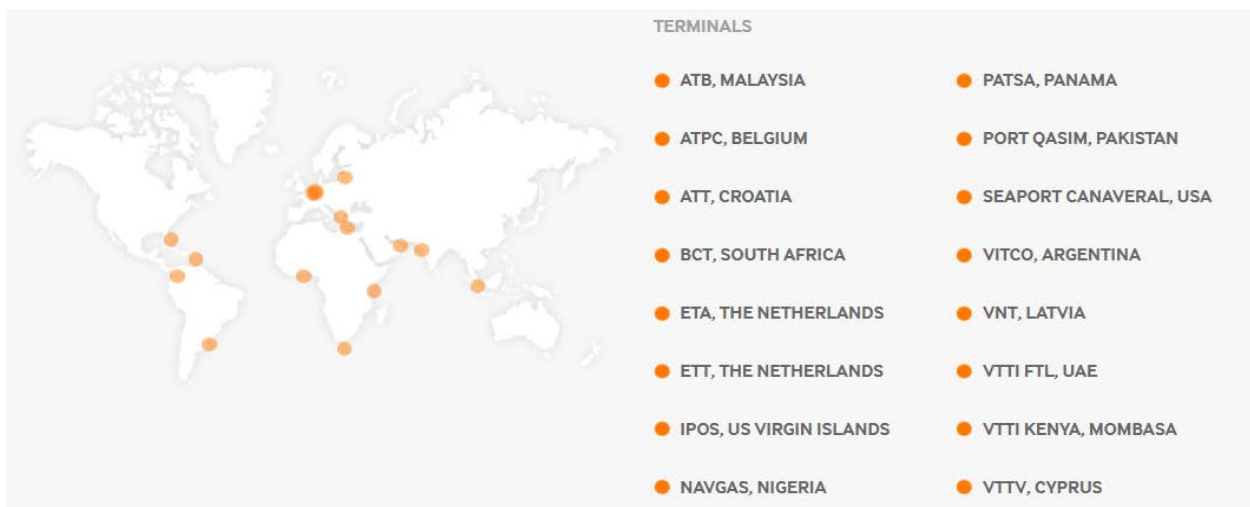 TERMINALS
ATB, MALAYSIA
ATPC, BELGIUM
ATT, CROATIA
BCT, SOUTH AFRICA
ETA, THE NETHERLANDS
ETT, THE NETHERLANDS
IPOS, US VIRGIN ISLANDS
NAVGAS, NIGERIA
PATSA, PANAMA
PORT QASIM, PAKISTAN
SEAPORT CANAVERAL, USA
VITCO, ARGENTINA
VNT, LATVIA
VTTI FTL, UAE
VTTI KENYA, MOMBASA
VTTV, CYPRUS